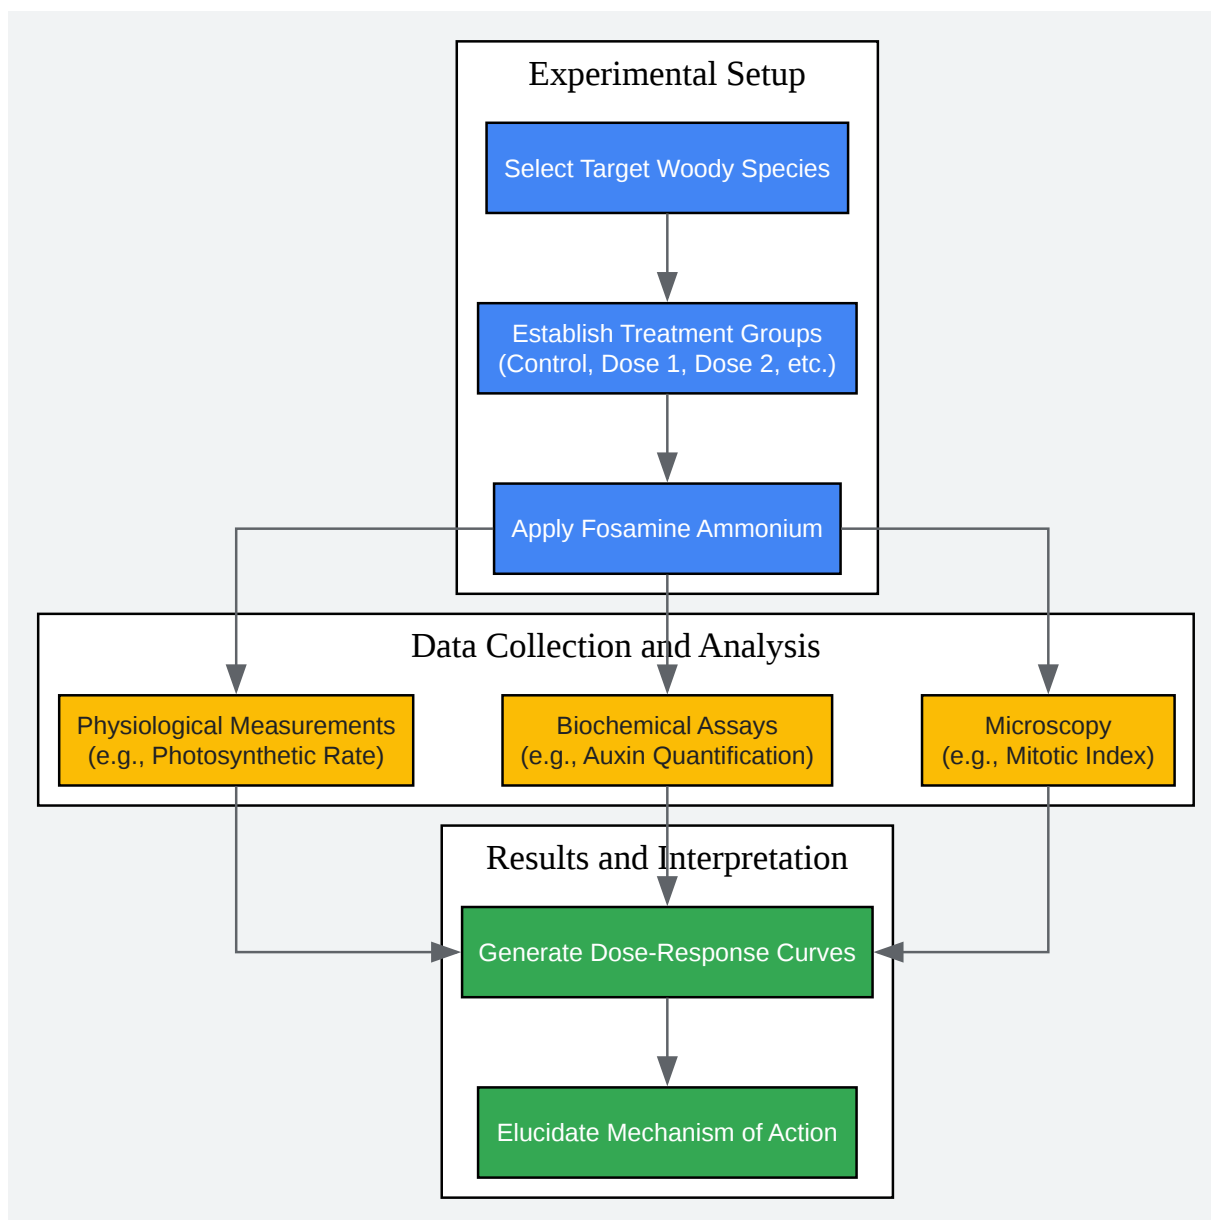 Experimental Setup
Select Target Woody Species
Establish Treatment Groups
(Control, Dose 1, Dose 2, etc.)
Apply Fosamine Ammonium
Data Collection and Analysis
Physiological Measurements
(e.g., Photosynthetic Rate)
Biochemical Assays
(e.g., Auxin Quantification)
Microscopy
(e.g., Mitotic Index)
Results and Interpretation
Generate Dose-Response Curves
Elucidate Mechanism of Action